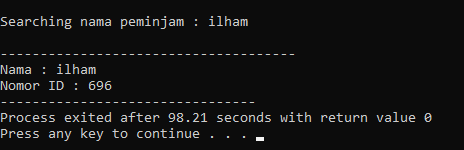 Searching nama peminjam : ilham
-----------------------------------
Nama : ilham
Nomor ID : 696
------------------------------
Process exited after 98.21 seconds with return value 0
Press any key to continue . . .